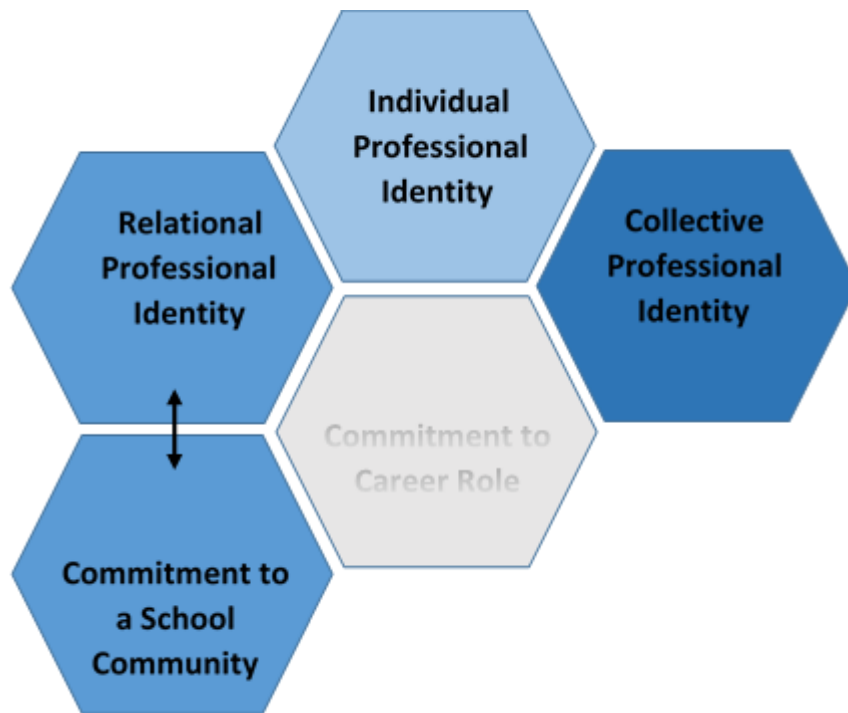 Individual
Professional
Identity
Relational
Professional
Identity
Collective
Professional
Identity
Commitment to
Career Role
Commitment to
a School
Community